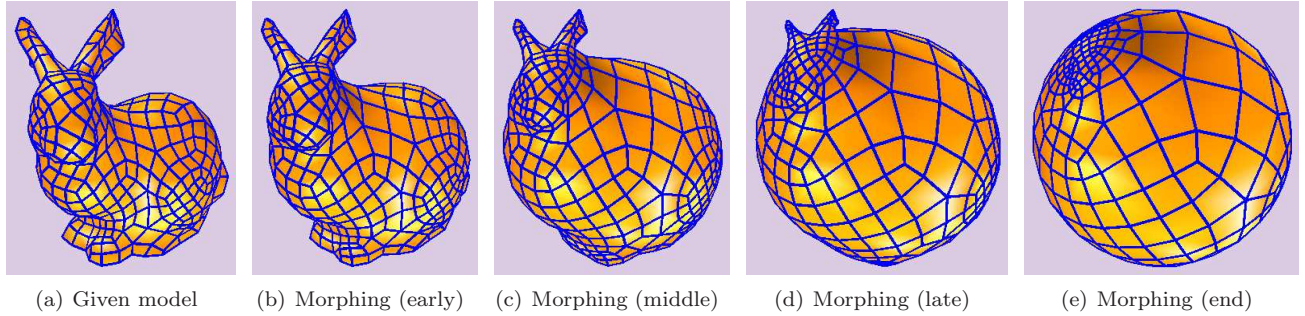 (a) Given model
(b) Morphing (early)
(c) Morphing (middle)
(d) Morphing (late)
(e) Morphing (end)